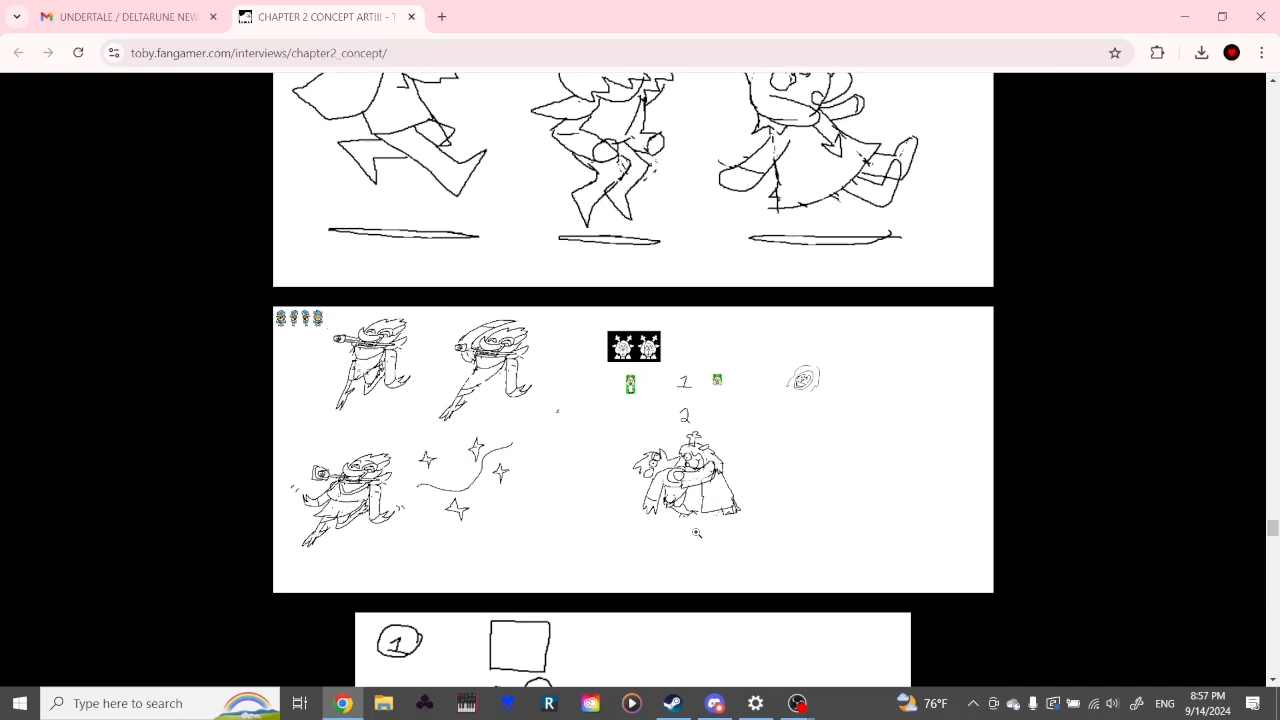 UNDERTALE / DELTARUNE NEW
CHAPTER 2 CONCEPT ART!!! - T
toby.fangamer.com/interviews/chapter2_concept/
1
2
1
Type here to search
76°F
ENG
8:57 PM
9/14/2024